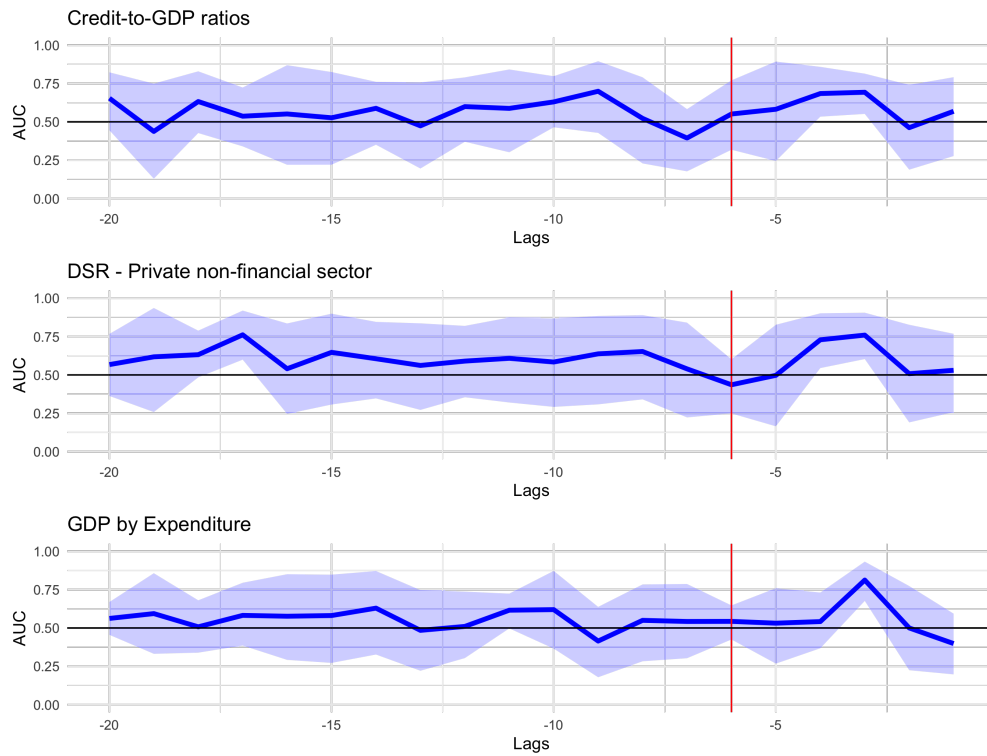 Credit-to-GDP ratios
1.00
0.75
AUC
0.50
0.25
0.00
-20 -15 -10 -5
Lags
DSR - Private non-financial sector
1.00
0.75
AUC
0.50
0.25
0.00
-20 -15 -10 -5
Lags
GDP by Expenditure
1.00
0.75
AUC
0.50
0.25
0.00
-20 -15 -10 -5
Lags